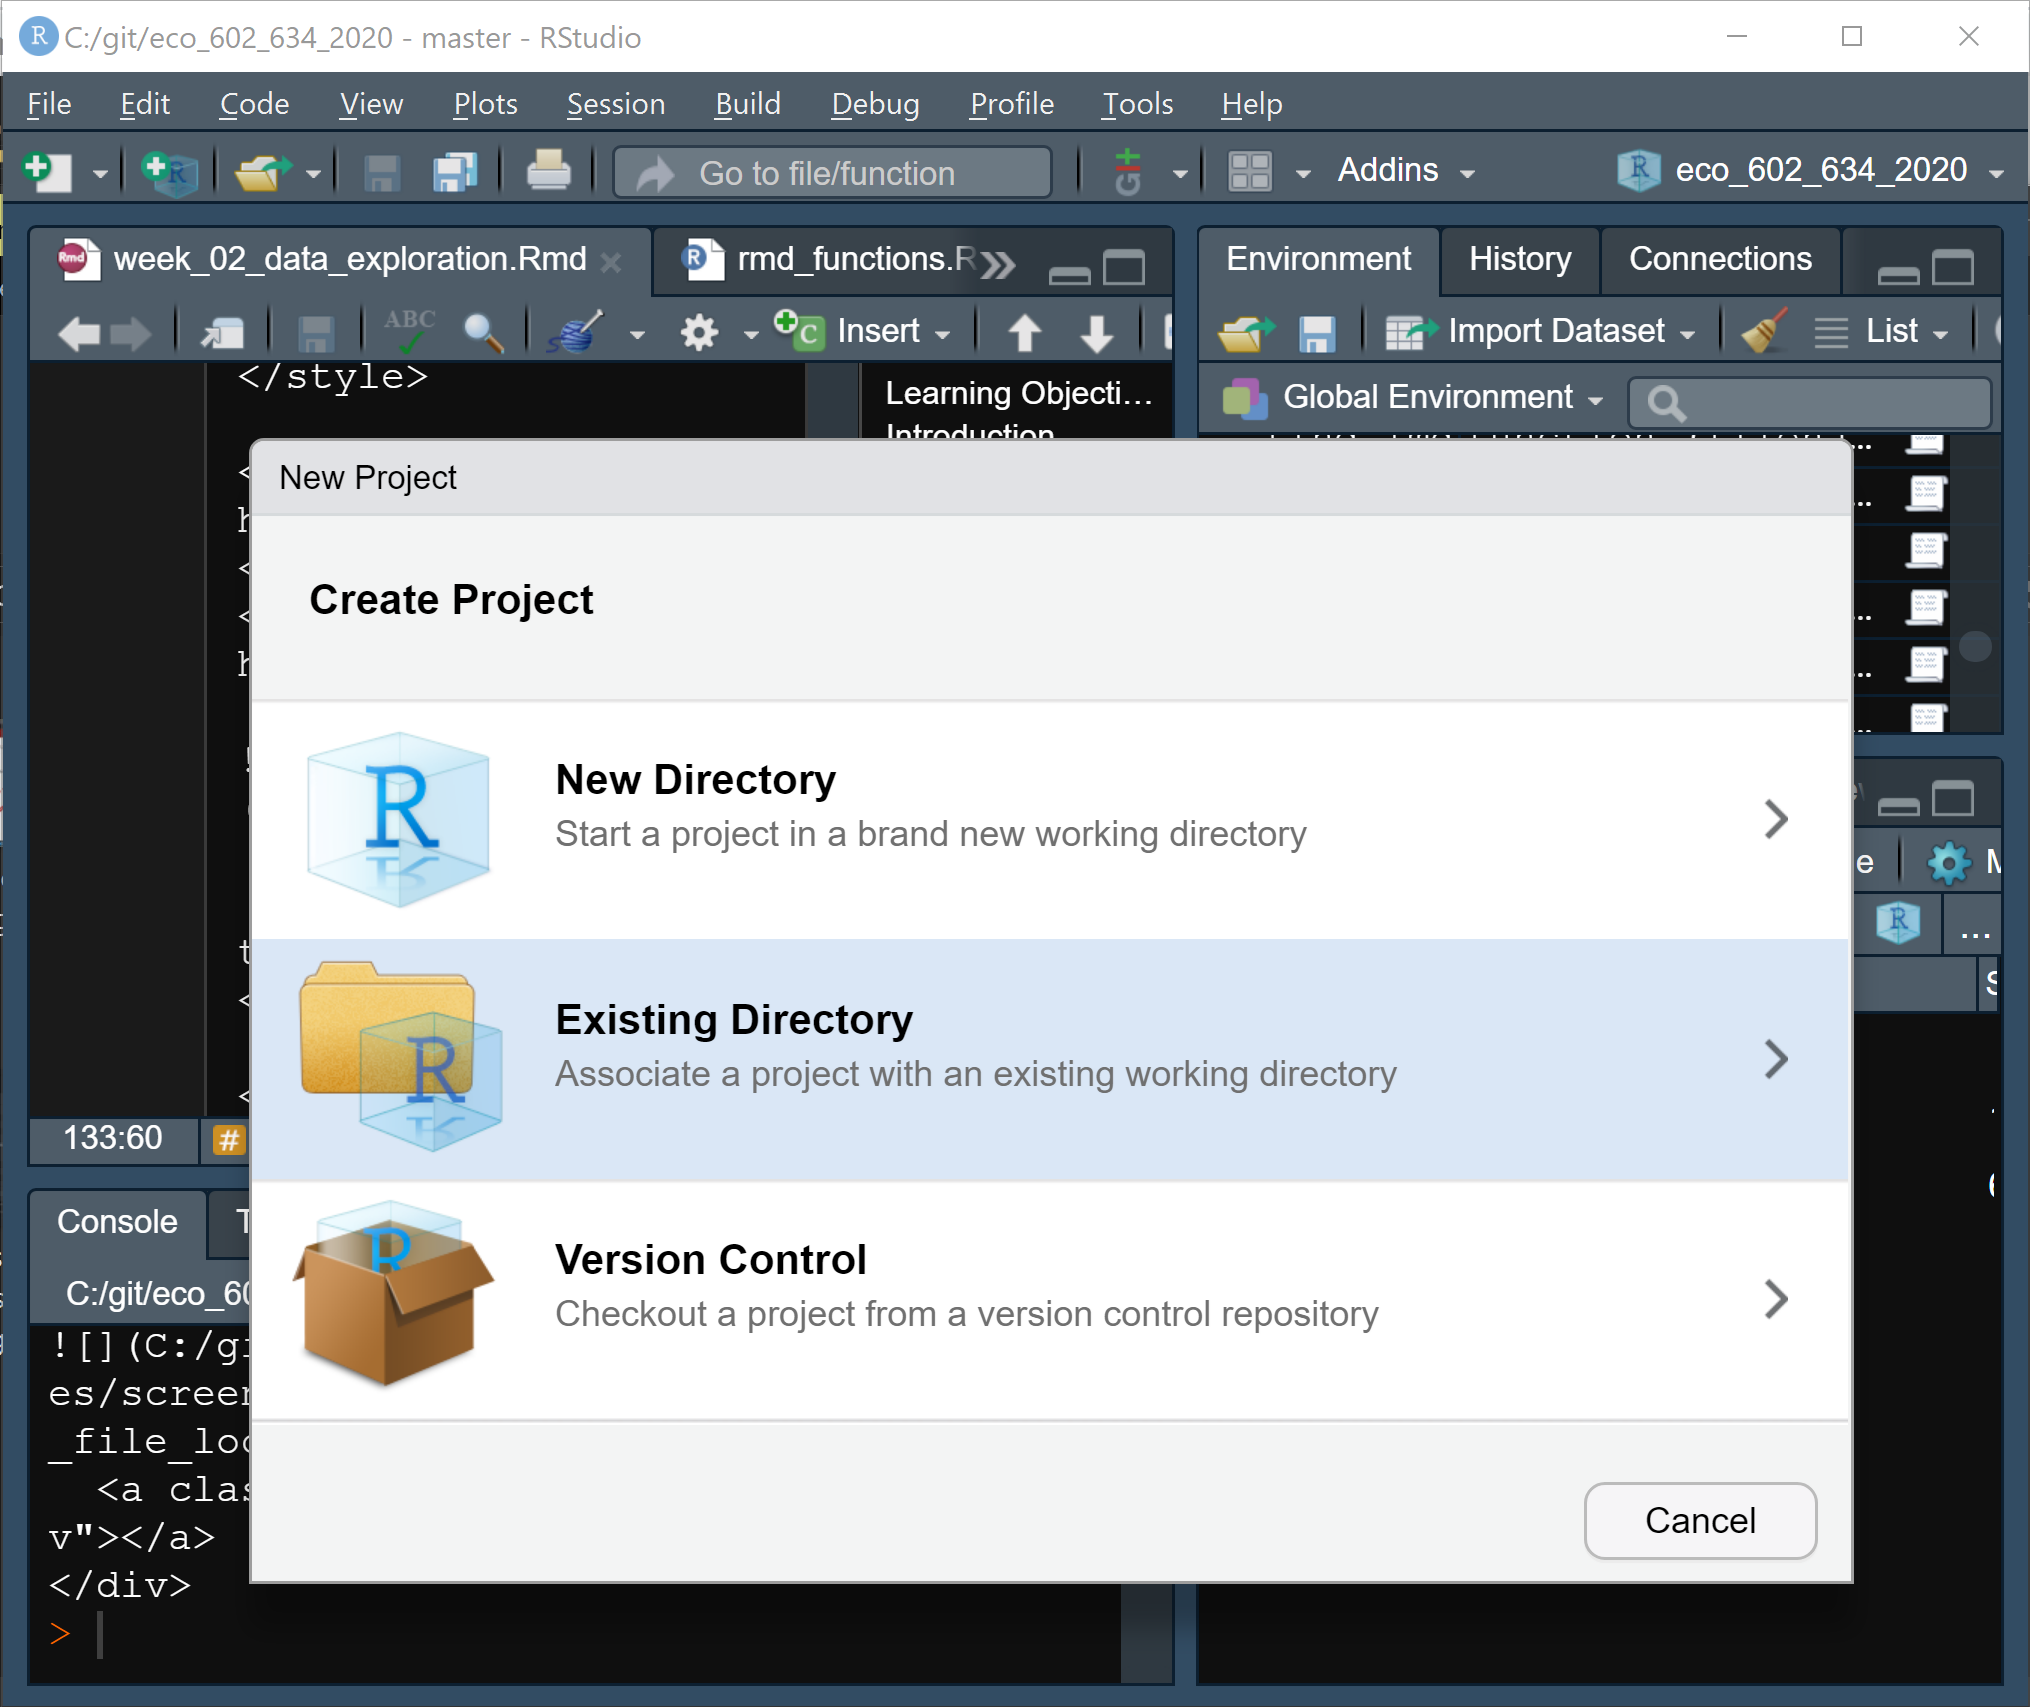 C:/git/eco_602_634_2020 - master - RStudio
File Edit Code View Plots Session Build Debug Profile Tools Help
Go to file/function
git
Addins
eco_602_634_2020
week_02_data_exploration.Rmd
rmd_functions.R
Environment History Connections
ABC
Insert
Import Dataset
List
</style>
Learning Objecti...
Introduction
Global Environment
New Project
Create Project
New Directory
Start a project in a brand new working directory
Existing Directory
Associate a project with an existing working directory
133:60
#
Version Control
Checkout a project from a version control repository
Console
C:/git/eco_60
![](C:/gi
es/screen
_file_loc
<a clas
v"></a>
</div>
>
Cancel